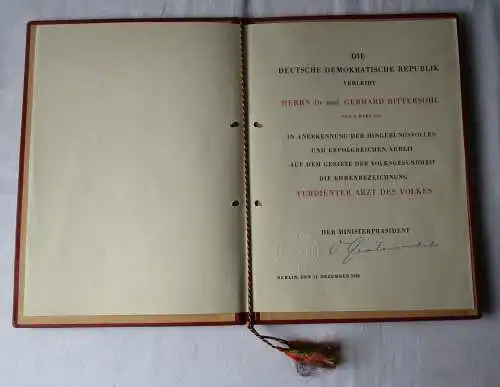 DIE
DEUTSCHE DEMOKRATISCHE REPUBLIK
VERLEIHT
HERRN Dr med. GERHARD RITTERSOHL
IN ANERKENNUNG DER HINGEBUNGSVOLLEN
UND ERFOLGREICHEN ARBEIT
AUF DEM GEBIETE DER VOLKSGESUNDHEIT
DIE EHRENBEZEICHNUNG
VERDIENTER ARZT DES VOLKES
DER MINISTERPRÄSIDENT
BERLIN, DEN 11. DEZEMBER